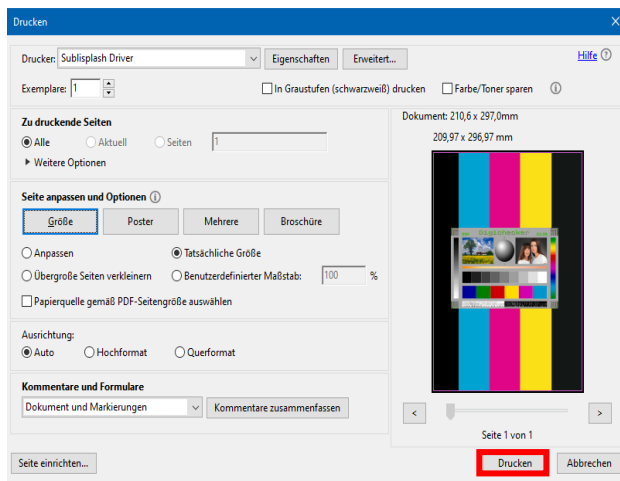 Drucken
Drucker: Sublisplash Driver Eigenschaften Erweitert... Hilfe
Exemplare: 1 In Graustufen (schwarzweiß) drucken Farbe/Toner sparen
Zu druckende Seiten
Alle Aktuell Seiten 1
Weitere Optionen
Seite anpassen und Optionen
Größe Poster Mehrere Broschüre
Anpassen Tatsächliche Größe
Übergroße Seiten verkleinern Benutzerdefinierter Maßstab: 100 %
Papierquelle gemäß PDF-Seitengröße auswählen
Ausrichtung:
Auto Hochformat Querformat
Kommentare und Formulare
Dokument und Markierungen Kommentare zusammenfassen
Dokument: 210,6 x 297,0mm
209,97 x 296,97 mm
< >
Seite 1 von 1
Seite einrichten... Drucken Abbrechen